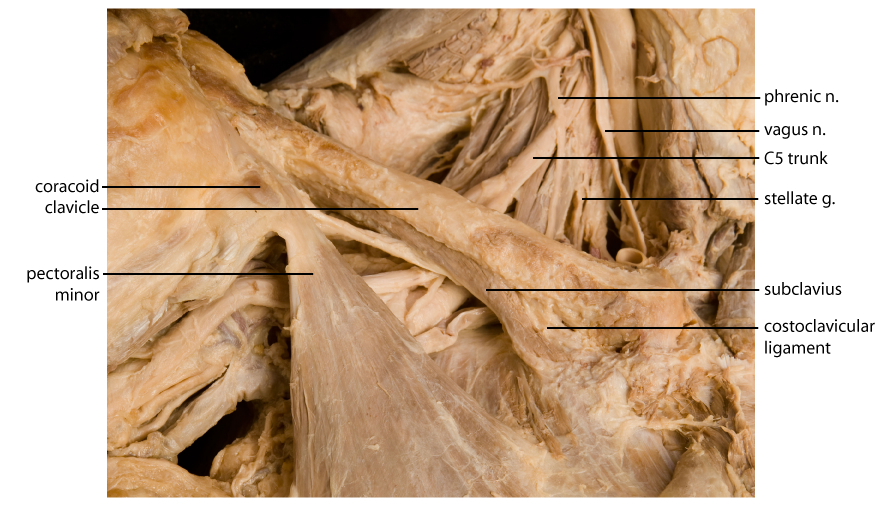 coracoid
clavicle
pectoralis
minor
phrenic n.
vagus n.
C5 trunk
stellate g.
subclavius
costoclavicular
ligament